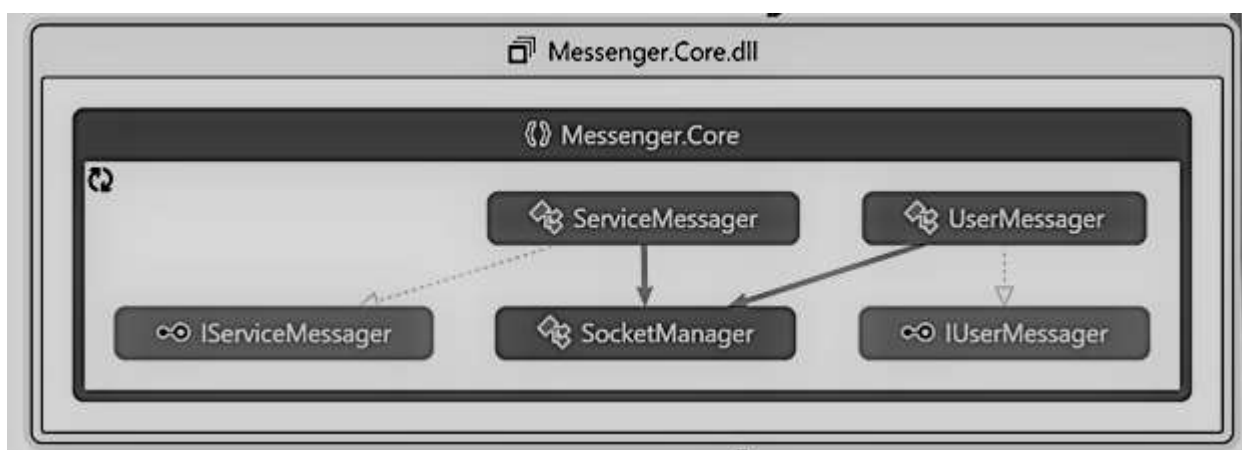 Messenger.Core.dll
Messenger.Core
ServiceMessager
UserMessager
IServiceMessager
SocketManager
IUserMessager